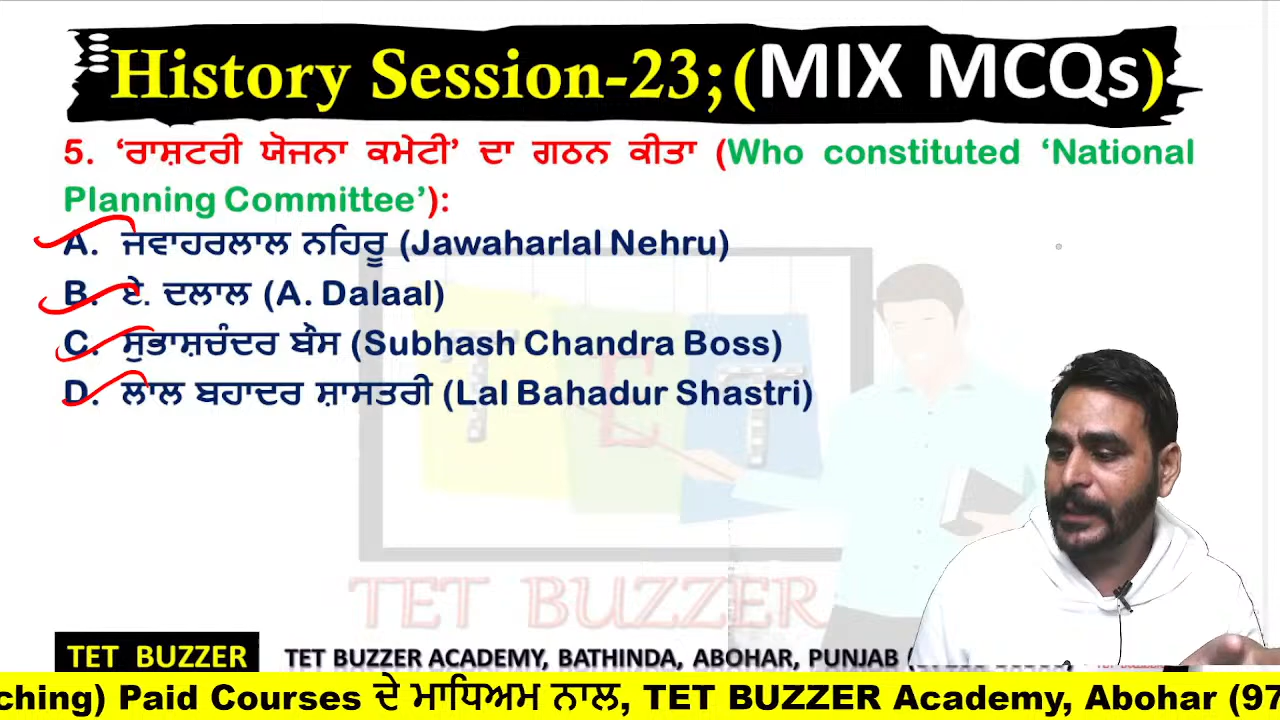 History Session-23;(MIX MCQs)
5. ‘ਰਾਸ਼ਟਰੀ ਯੋਜਨਾ ਕਮੇਟੀ’ ਦਾ ਗਠਨ ਕੀਤਾ (Who constituted ‘National
Planning Committee’):
A. ਜਵਾਹਰਲਾਲ ਨਹਿਰੂ (Jawaharlal Nehru)
B. ਏ. ਦਲਾਲ (A. Dalaal)
C. ਸੁਭਾਸ਼ਚੰਦਰ ਬੌਸ (Subhash Chandra Boss)
D. ਲਾਲ ਬਹਾਦਰ ਸ਼ਾਸਤਰੀ (Lal Bahadur Shastri)
TET
TET BUZZER
TET BUZZER TET BUZZER ACADEMY, BATHINDA, ABOHAR, PUNJAB
ching) Paid Courses ਦੇ ਮਾਧਿਅਮ ਨਾਲ, TET BUZZER Academy, Abohar (97